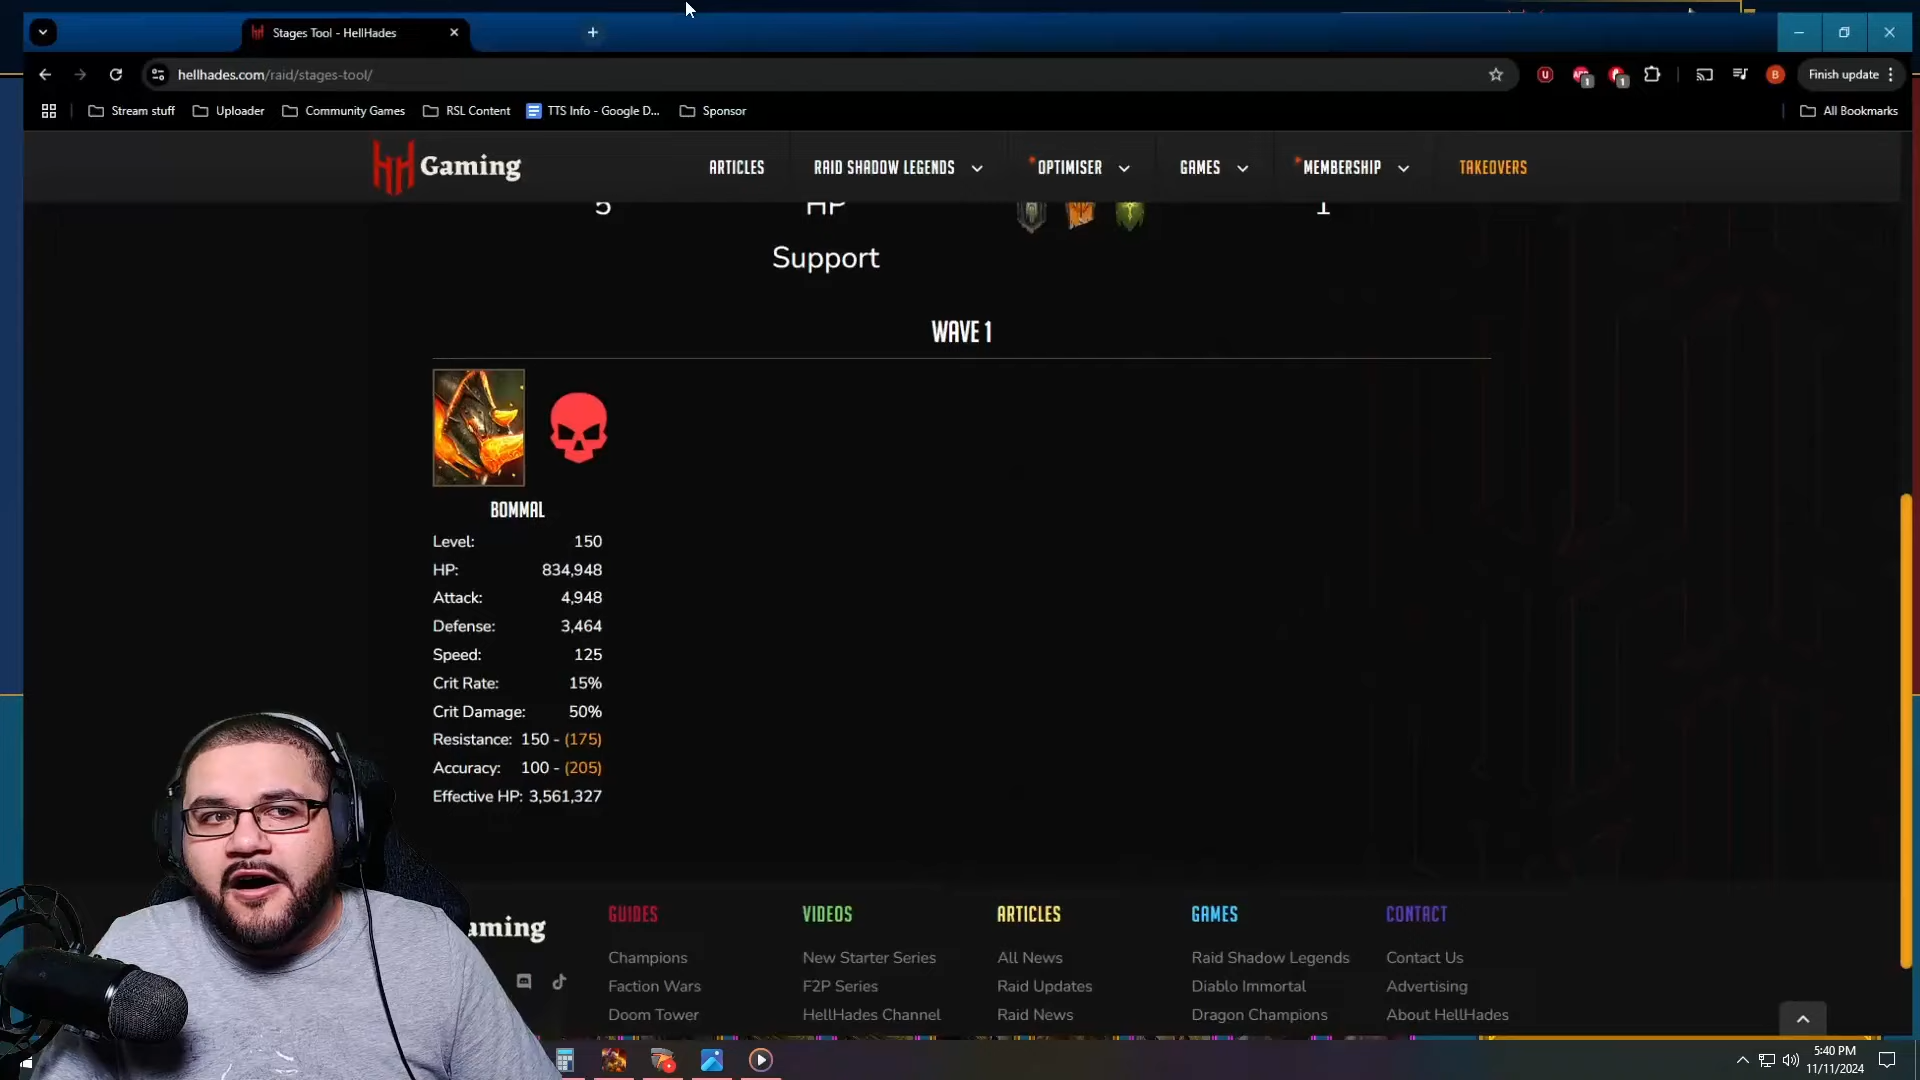 Stages Tool - HellHades
hellhades.com/raid/stages-tool/
Finish update
Stream stuff Uploader Community Games RSL Content TTS Info - Google D... Sponsor All Bookmarks
Gaming ARTICLES RAID SHADOW LEGENDS OPTIMISER GAMES MEMBERSHIP TAKEOVERS
5 HP 1
Support
WAVE 1
BOMMAL
Level: 150
HP: 834,948
Attack: 4,948
Defense: 3,464
Speed: 125
Crit Rate: 15%
Crit Damage: 50%
Resistance: 150 - (175)
Accuracy: 100 - (205)
Effective HP: 3,561,327
aming GUIDES VIDEOS ARTICLES GAMES CONTACT
Champions New Starter Series All News Raid Shadow Legends Contact Us
Faction Wars F2P Series Raid Updates Diablo Immortal Advertising
Doom Tower HellHades Channel Raid News Dragon Champions About HellHades
5:40 PM
11/11/2024